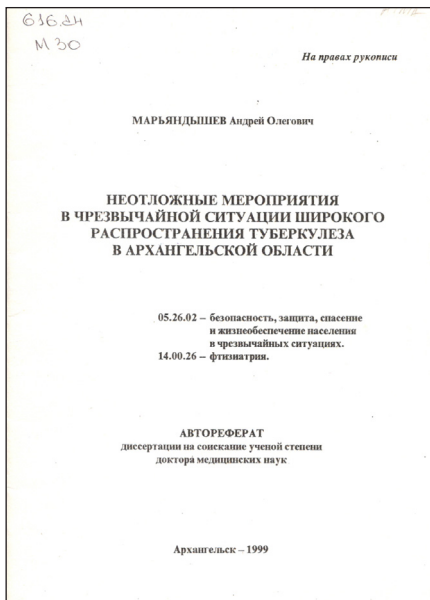 616.24
М 30
На правах рукописи
МАРЬЯНДЫШЕВ Андрей Олегович
НЕОТЛОЖНЫЕ МЕРОПРИЯТИЯ
В ЧРЕЗВЫЧАЙНОЙ СИТУАЦИИ ШИРОКОГО
РАСПРОСТРАНЕНИЯ ТУБЕРКУЛЕЗА
В АРХАНГЕЛЬСКОЙ ОБЛАСТИ
05.26.02 – безопасность, защита, спасение
и жизнеобеспечение населения
в чрезвычайных ситуациях.
14.00.26 – фтизиатрия.
АВТОРЕФЕРАТ
диссертации на соискание ученой степени
доктора медицинских наук
Архангельск – 1999